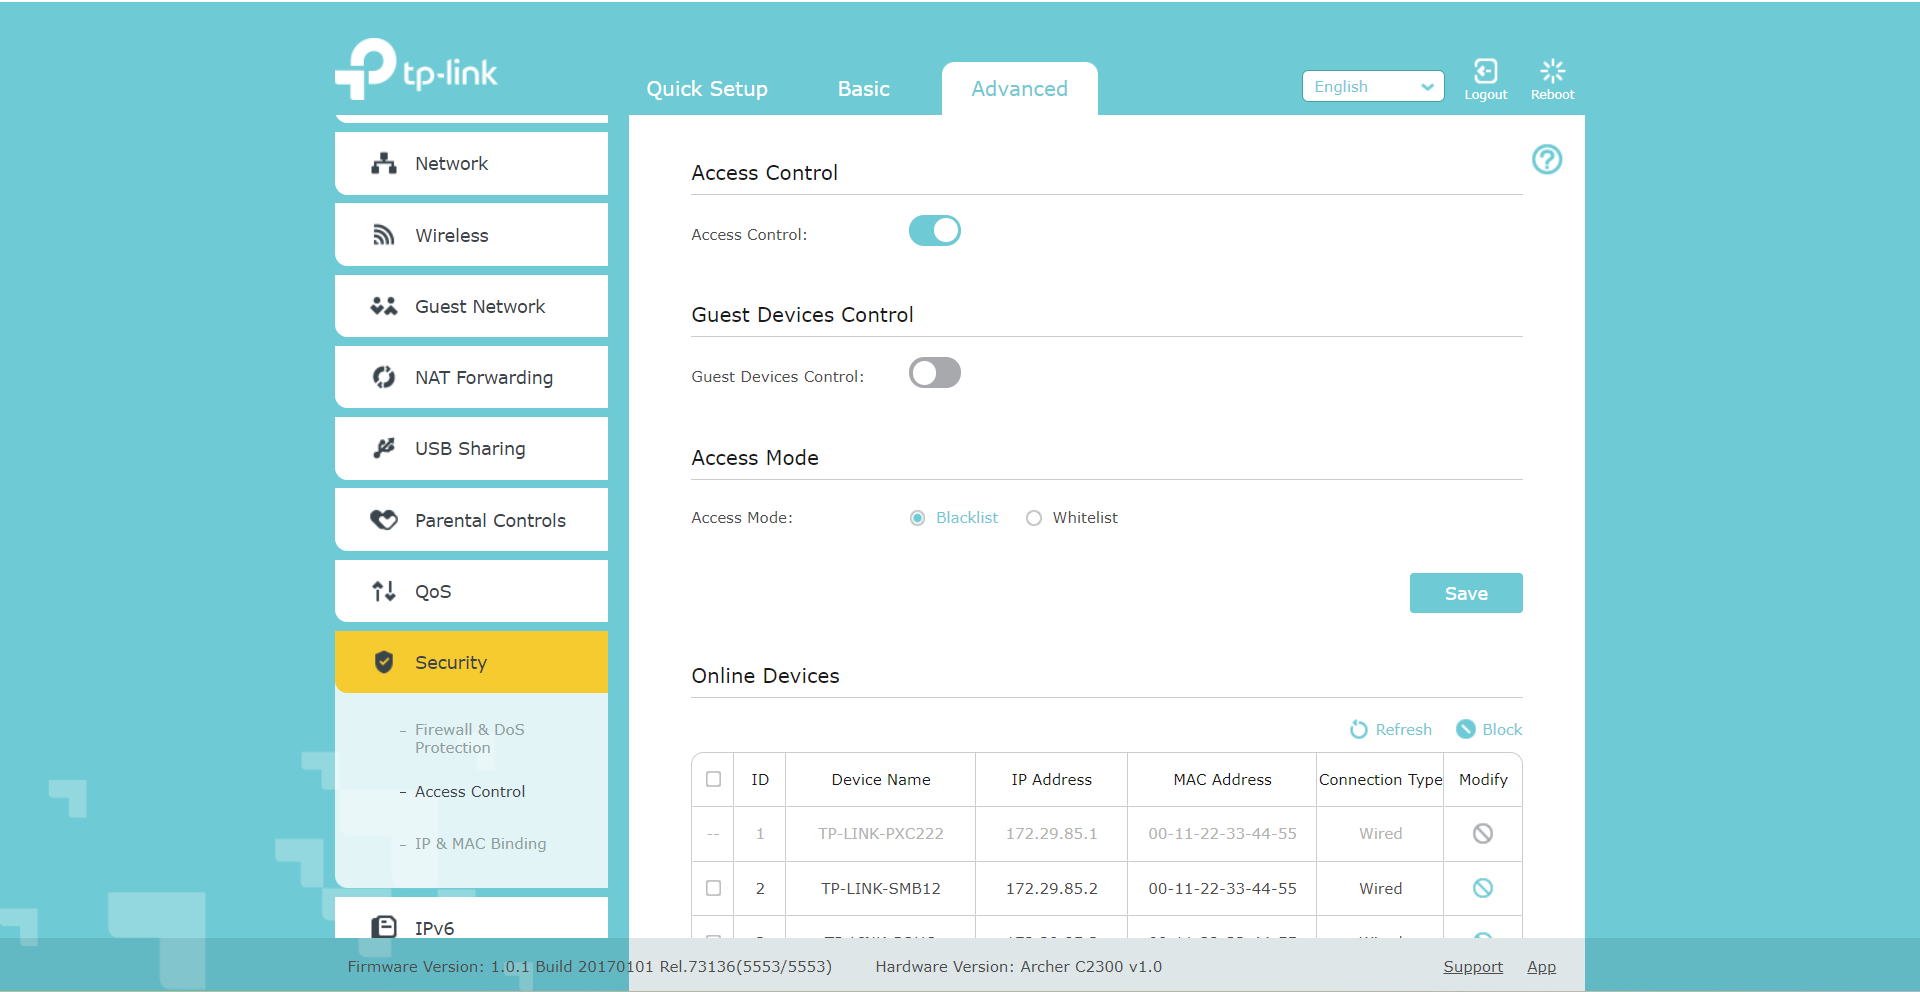 tp-link
Quick Setup
Basic
Advanced
English
Logout
Reboot
Network
Wireless
Guest Network
NAT Forwarding
USB Sharing
Parental Controls
QoS
Security
- Firewall & DoS
Protection
- Access Control
- IP & MAC Binding
IPv6
Access Control
Access Control:
Guest Devices Control
Guest Devices Control:
Access Mode
Access Mode: Blacklist Whitelist
Save
Online Devices
Refresh Block
ID Device Name IP Address MAC Address Connection Type Modify
-- 1 TP-LINK-PXC222 172.29.85.1 00-11-22-33-44-55 Wired
2 TP-LINK-SMB12 172.29.85.2 00-11-22-33-44-55 Wired
Firmware Version: 1.0.1 Build 20170101 Rel.73136(5553/5553) Hardware Version: Archer C2300 v1.0 Support App